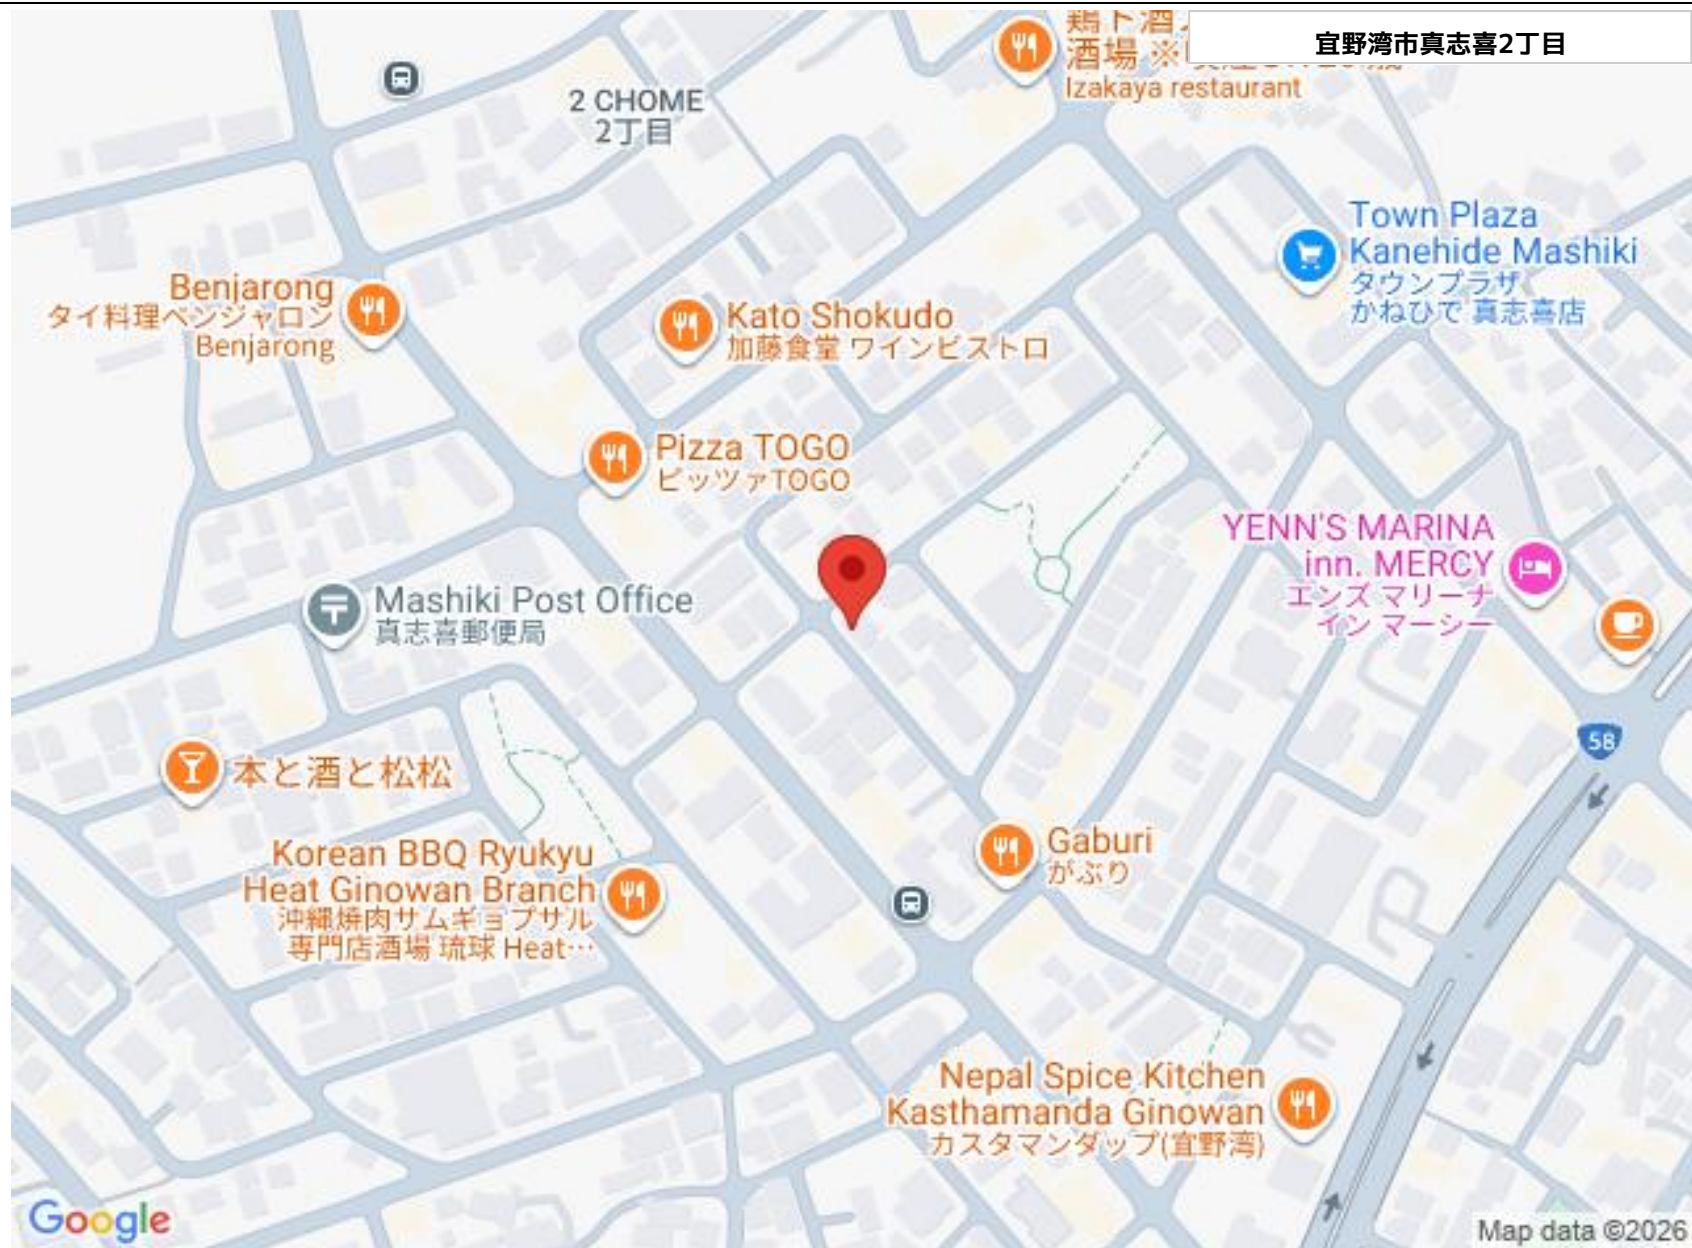 宜野湾市真志喜2丁目
酒場 ※
Izakaya restaurant
2 CHOME
2丁目
Town Plaza
Kanehide Mashiki
タウンプラザ
かねひで 真志喜店
Benjarong
タイ料理ベンジャロン
Benjarong
Kato Shokudo
加藤食堂 ワインビストロ
Pizza TOGO
ピッツァTOGO
YENN'S MARINA
inn. MERCY
エンズ マリーナ
イン マーシー
Mashiki Post Office
真志喜郵便局
58
本と酒と松松
Korean BBQ Ryukyu
Heat Ginowan Branch
沖縄焼肉サムギョプサル
専門店酒場 琉球 Heat…
Gaburi
がぶり
Nepal Spice Kitchen
Kasthamanda Ginowan
カスタマンダップ(宜野湾)
Google
Map data ©2026